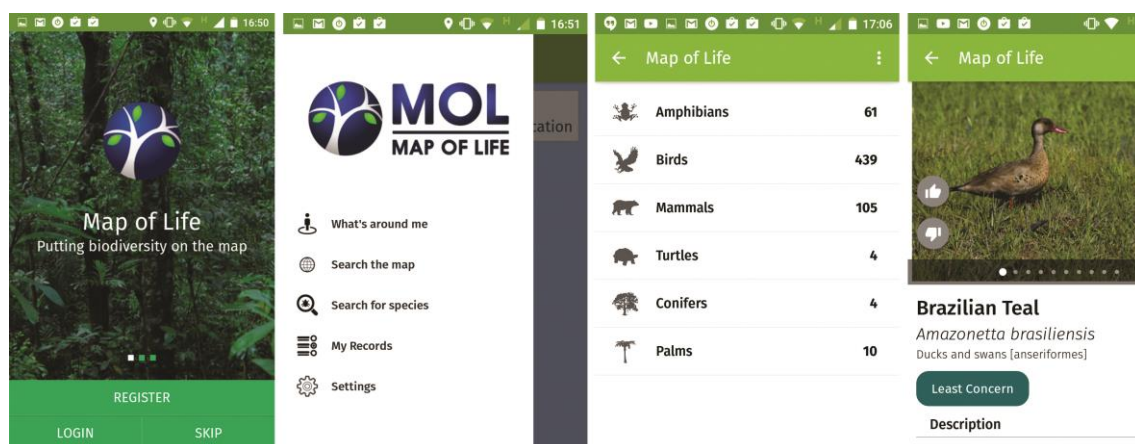 16:50
Map of Life
Putting biodiversity on the map
REGISTER
LOGIN SKIP
H 16:51
MOL
MAP OF LIFE
cation
What's around me
Search the map
Search for species
My Records
Settings
H 17:06
Map of Life
Amphibians 61
Birds 439
Mammals 105
Turtles 4
Conifers 4
Palms 10
H
Map of Life
Brazilian Teal
Amazonetta brasiliensis
Ducks and swans [anseriformes]
Least Concern
Description